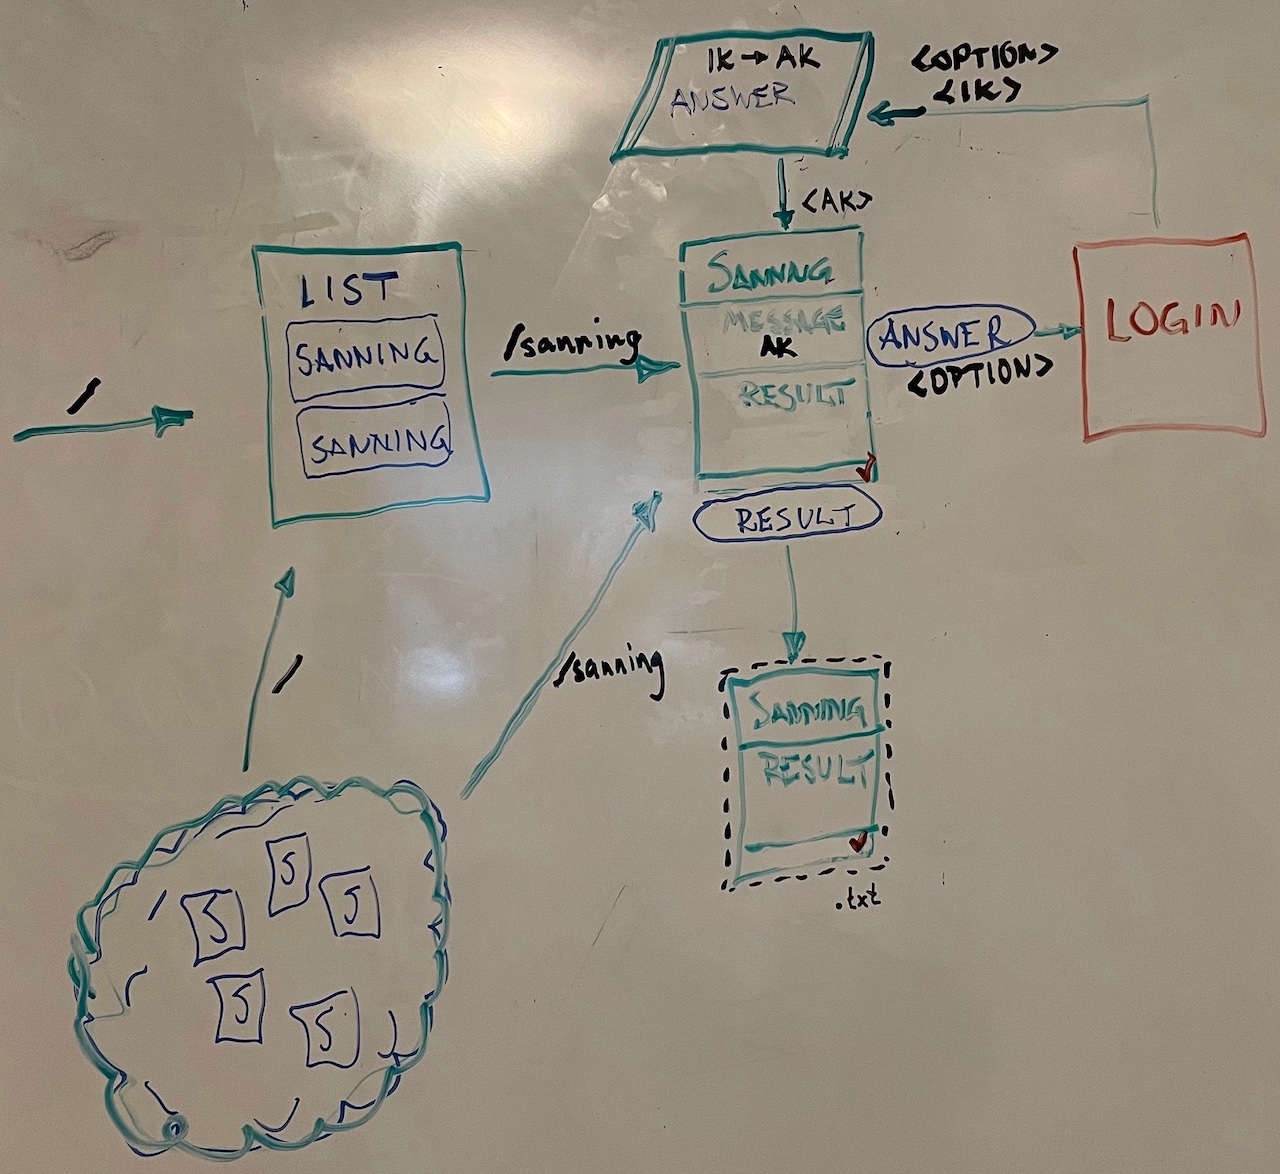 IK → AK
ANSWER
<OPTION>
<IK>
<AK>
LIST
SANNING
SANNING
/
/sanning
SANNING
MESSAGE
AK
RESULT
ANSWER
<OPTION>
LOGIN
RESULT
/
/sanning
SANNING
RESULT
.txt
S
S
S
S
S